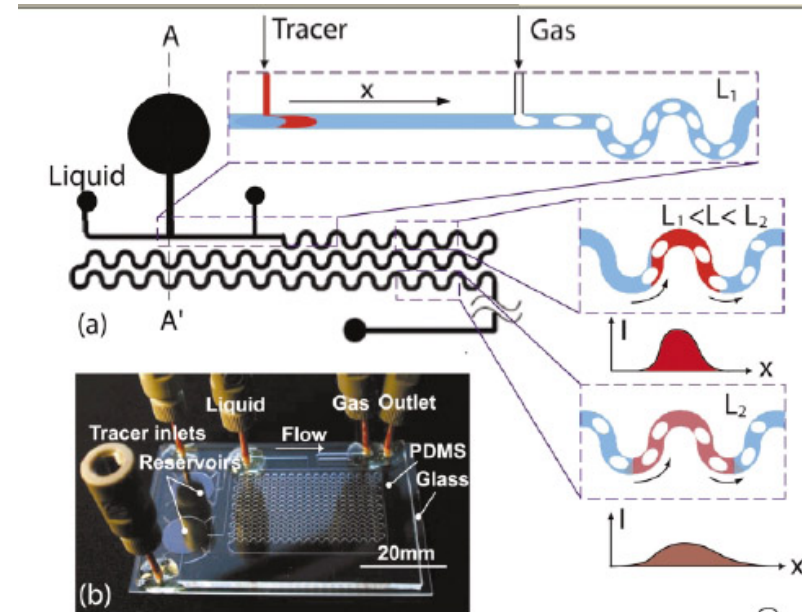 A
Tracer
Gas
x
L₁
Liquid
L₁ <L< L₂
(a)
A'
I
x
L₂
I
x
Liquid
Gas Outlet
Tracer inlets
Flow
PDMS
Reservoirs
Glass
20mm
(b)